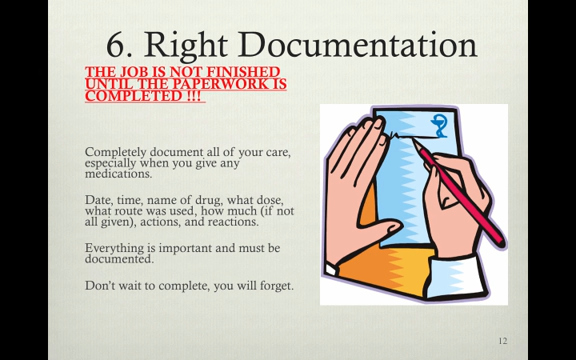 6. Right Documentation
THE JOB IS NOT FINISHED
UNTIL THE PAPERWORK IS
COMPLETED !!!
Completely document all of your care,
especially when you give any
medications.
Date, time, name of drug, what dose,
what route was used, how much (if not
all given), actions, and reactions.
Everything is important and must be
documented.
Don't wait to complete, you will forget.
12